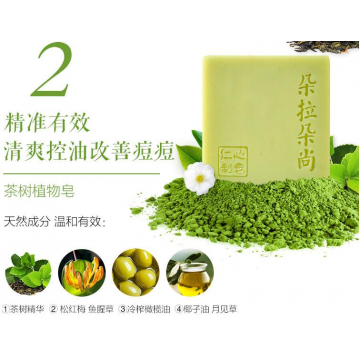 2
精准有效
清爽控油改善痘痘
茶树植物皂
天然成分 温和有效:
朵拉朵尚
仁心
制皂
①茶树精华 ②松红梅 鱼腥草 ③冷榨橄榄油 ④椰子油 月见草